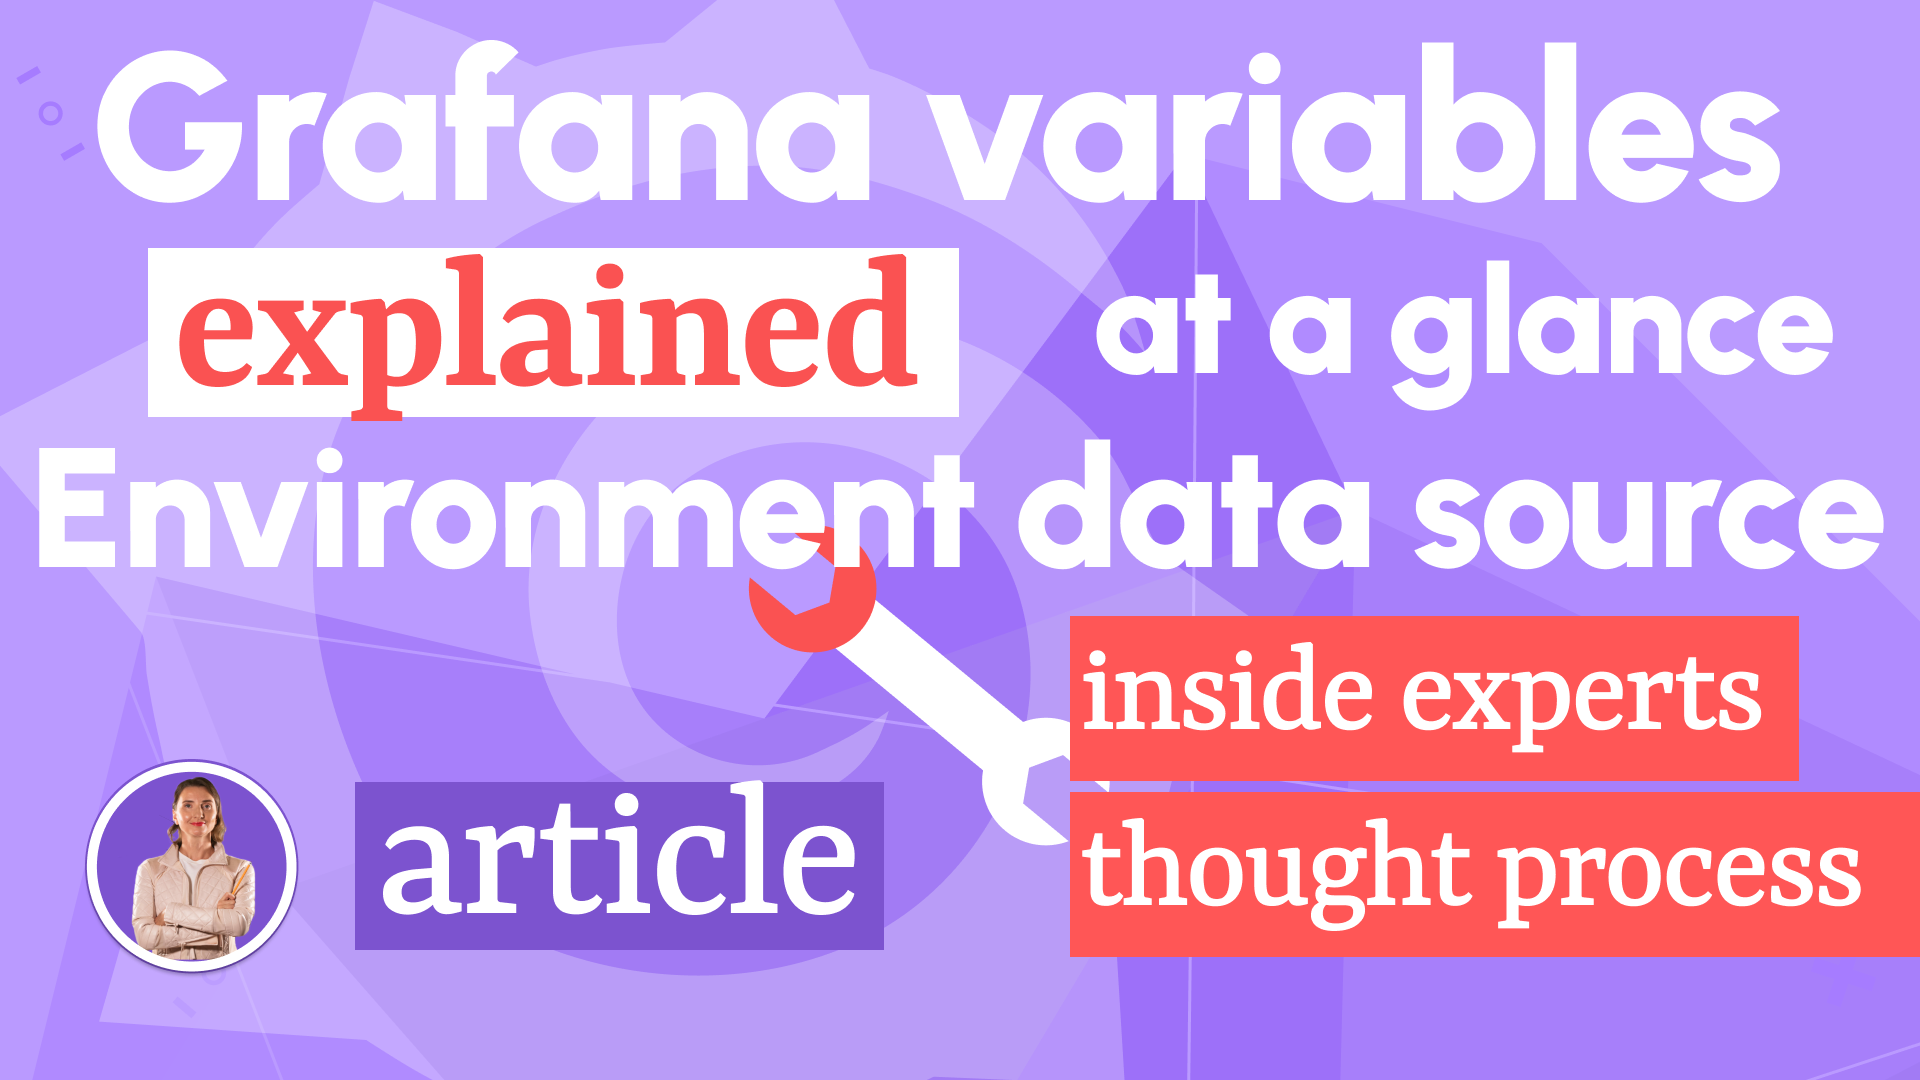 Grafana variables
explained at a glance
Environment data source
inside experts
thought process
article